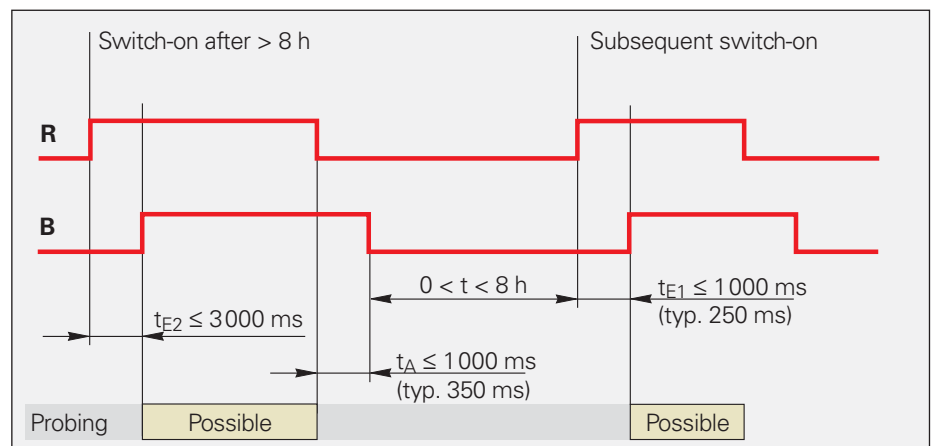 Switch-on after > 8 h
Subsequent switch-on
R
B
0 < t < 8 h
tE1 ≤ 1000 ms
(typ. 250 ms)
tE2 ≤ 3000 ms
tA ≤ 1000 ms
(typ. 350 ms)
Probing
Possible
Possible